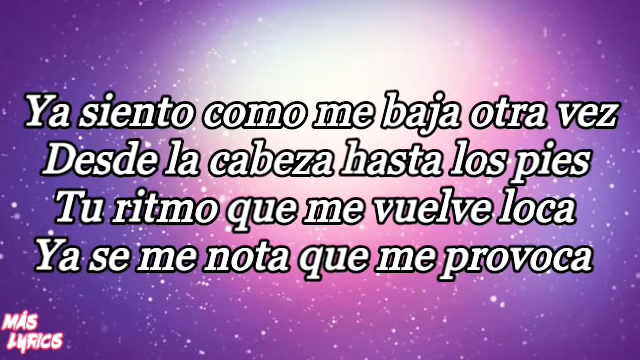 Ya siento como me baja otra vez
Desde la cabeza hasta los pies
Tu ritmo que me vuelve loca
Ya se me nota que me provoca
MÁS
LYRICS